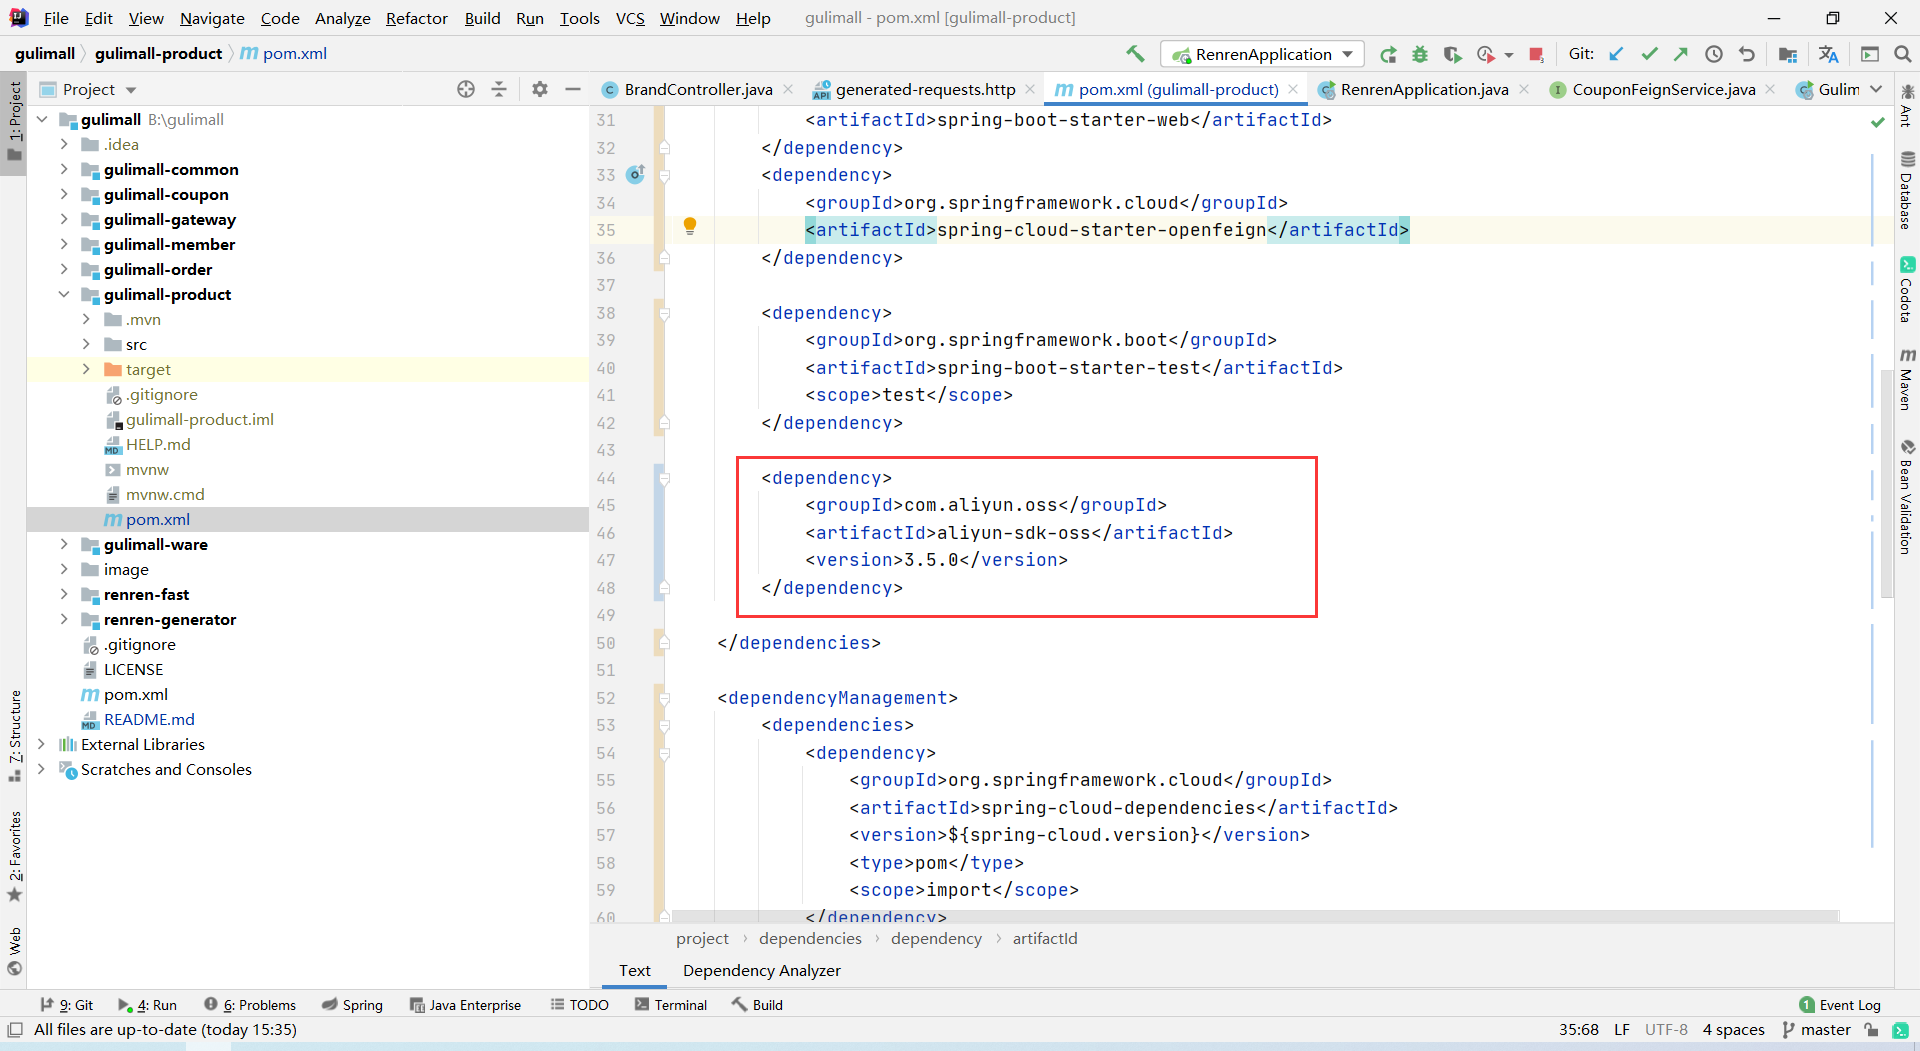 File Edit View Navigate Code Analyze Refactor Build Run Tools VCS Window Help gulimall - pom.xml [gulimall-product]
gulimall gulimall-product m pom.xml
RenrenApplication Git:
Project
BrandController.java generated-requests.http pom.xml (gulimall-product) RenrenApplication.java CouponFeignService.java Gulim
1: Project
7: Structure
2: Favorites
Web
gulimall B:\gulimall
.idea
gulimall-common
gulimall-coupon
gulimall-gateway
gulimall-member
gulimall-order
gulimall-product
.mvn
src
target
.gitignore
gulimall-product.iml
HELP.md
mvnw
mvnw.cmd
pom.xml
gulimall-ware
image
renren-fast
renren-generator
.gitignore
LICENSE
pom.xml
README.md
External Libraries
Scratches and Consoles
31 <artifactId>spring-boot-starter-web</artifactId>
32 </dependency>
33 <dependency>
34 <groupId>org.springframework.cloud</groupId>
35 <artifactId>spring-cloud-starter-openfeign</artifactId>
36 </dependency>
37
38 <dependency>
39 <groupId>org.springframework.boot</groupId>
40 <artifactId>spring-boot-starter-test</artifactId>
41 <scope>test</scope>
42 </dependency>
43
44 <dependency>
45 <groupId>com.aliyun.oss</groupId>
46 <artifactId>aliyun-sdk-oss</artifactId>
47 <version>3.5.0</version>
48 </dependency>
49
50 </dependencies>
51
52 <dependencyManagement>
53 <dependencies>
54 <dependency>
55 <groupId>org.springframework.cloud</groupId>
56 <artifactId>spring-cloud-dependencies</artifactId>
57 <version>${spring-cloud.version}</version>
58 <type>pom</type>
59 <scope>import</scope>
60 </dependency>
Ant
Database
Codota
Maven
Bean Validation
project dependencies dependency artifactId
Text Dependency Analyzer
9: Git 4: Run 6: Problems Spring Java Enterprise TODO Terminal Build 1 Event Log
All files are up-to-date (today 15:35) 35:68 LF UTF-8 4 spaces master